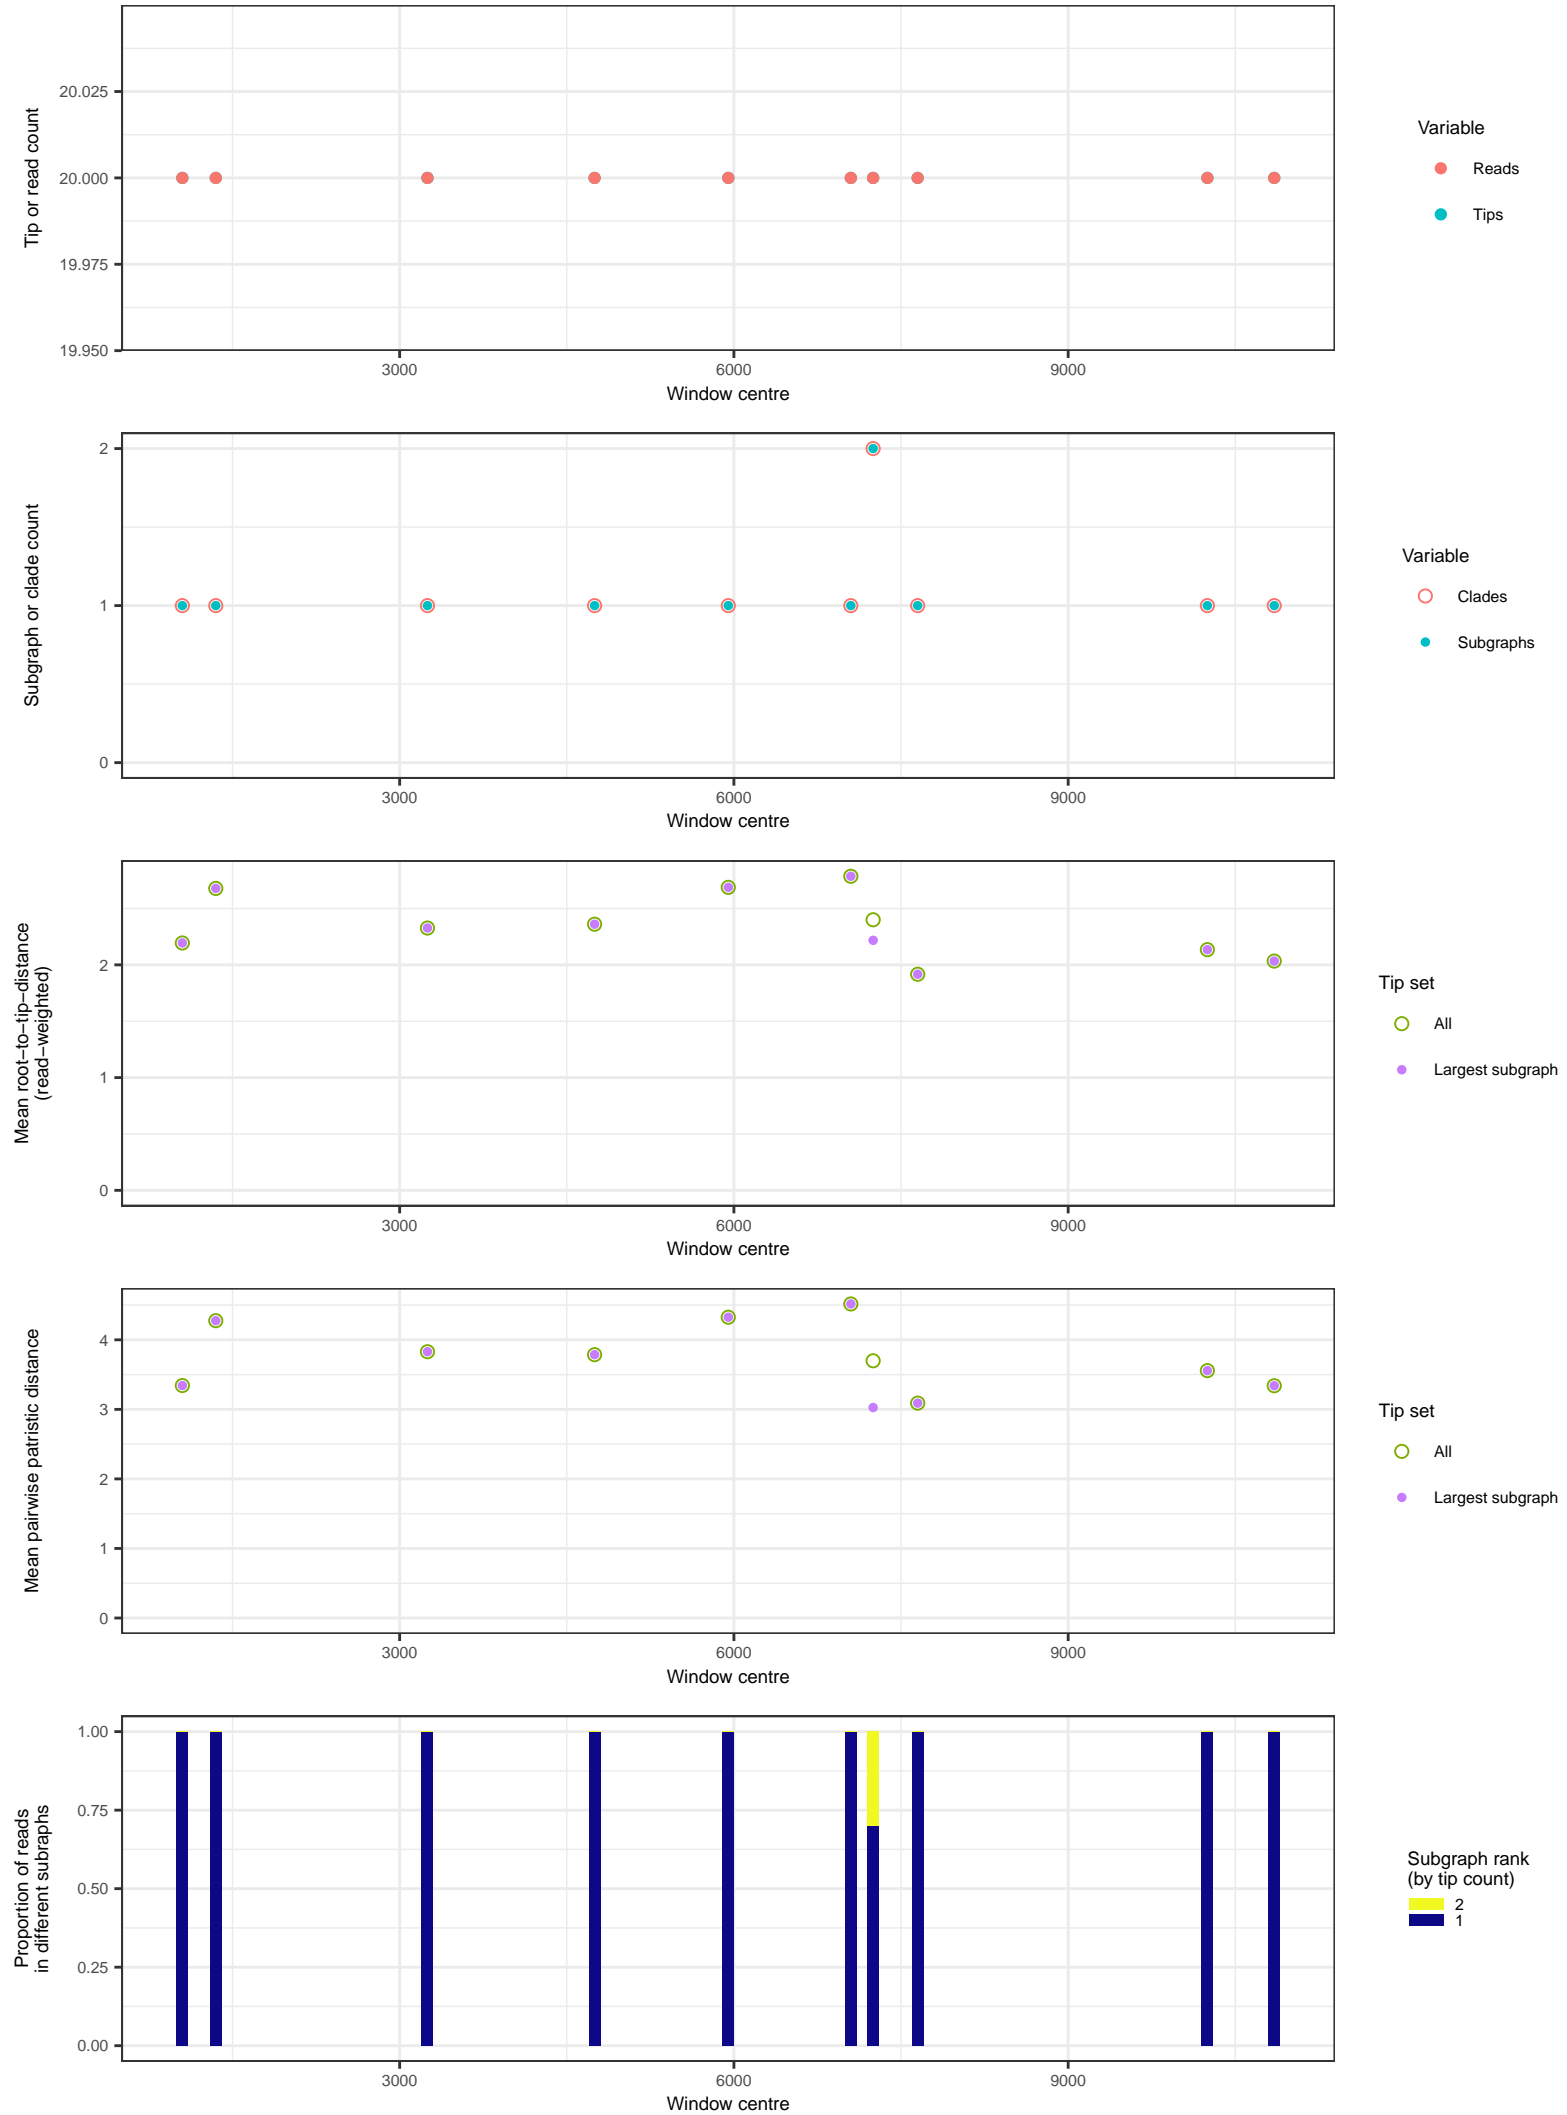 Tip or read count
20.025
20.000
19.975
19.950
3000
6000
9000
Window centre
Variable
Reads
Tips
Subgraph or clade count
2
1
0
3000
6000
9000
Window centre
Variable
Clades
Subgraphs
Mean root−to−tip−distance
(read−weighted)
2
1
0
3000
6000
9000
Window centre
Tip set
All
Largest subgraph
Mean pairwise patristic distance
4
3
2
1
0
3000
6000
9000
Window centre
Tip set
All
Largest subgraph
Proportion of reads
in different subraphs
1.00
0.75
0.50
0.25
0.00
3000
6000
9000
Window centre
Subgraph rank
(by tip count)
2
1